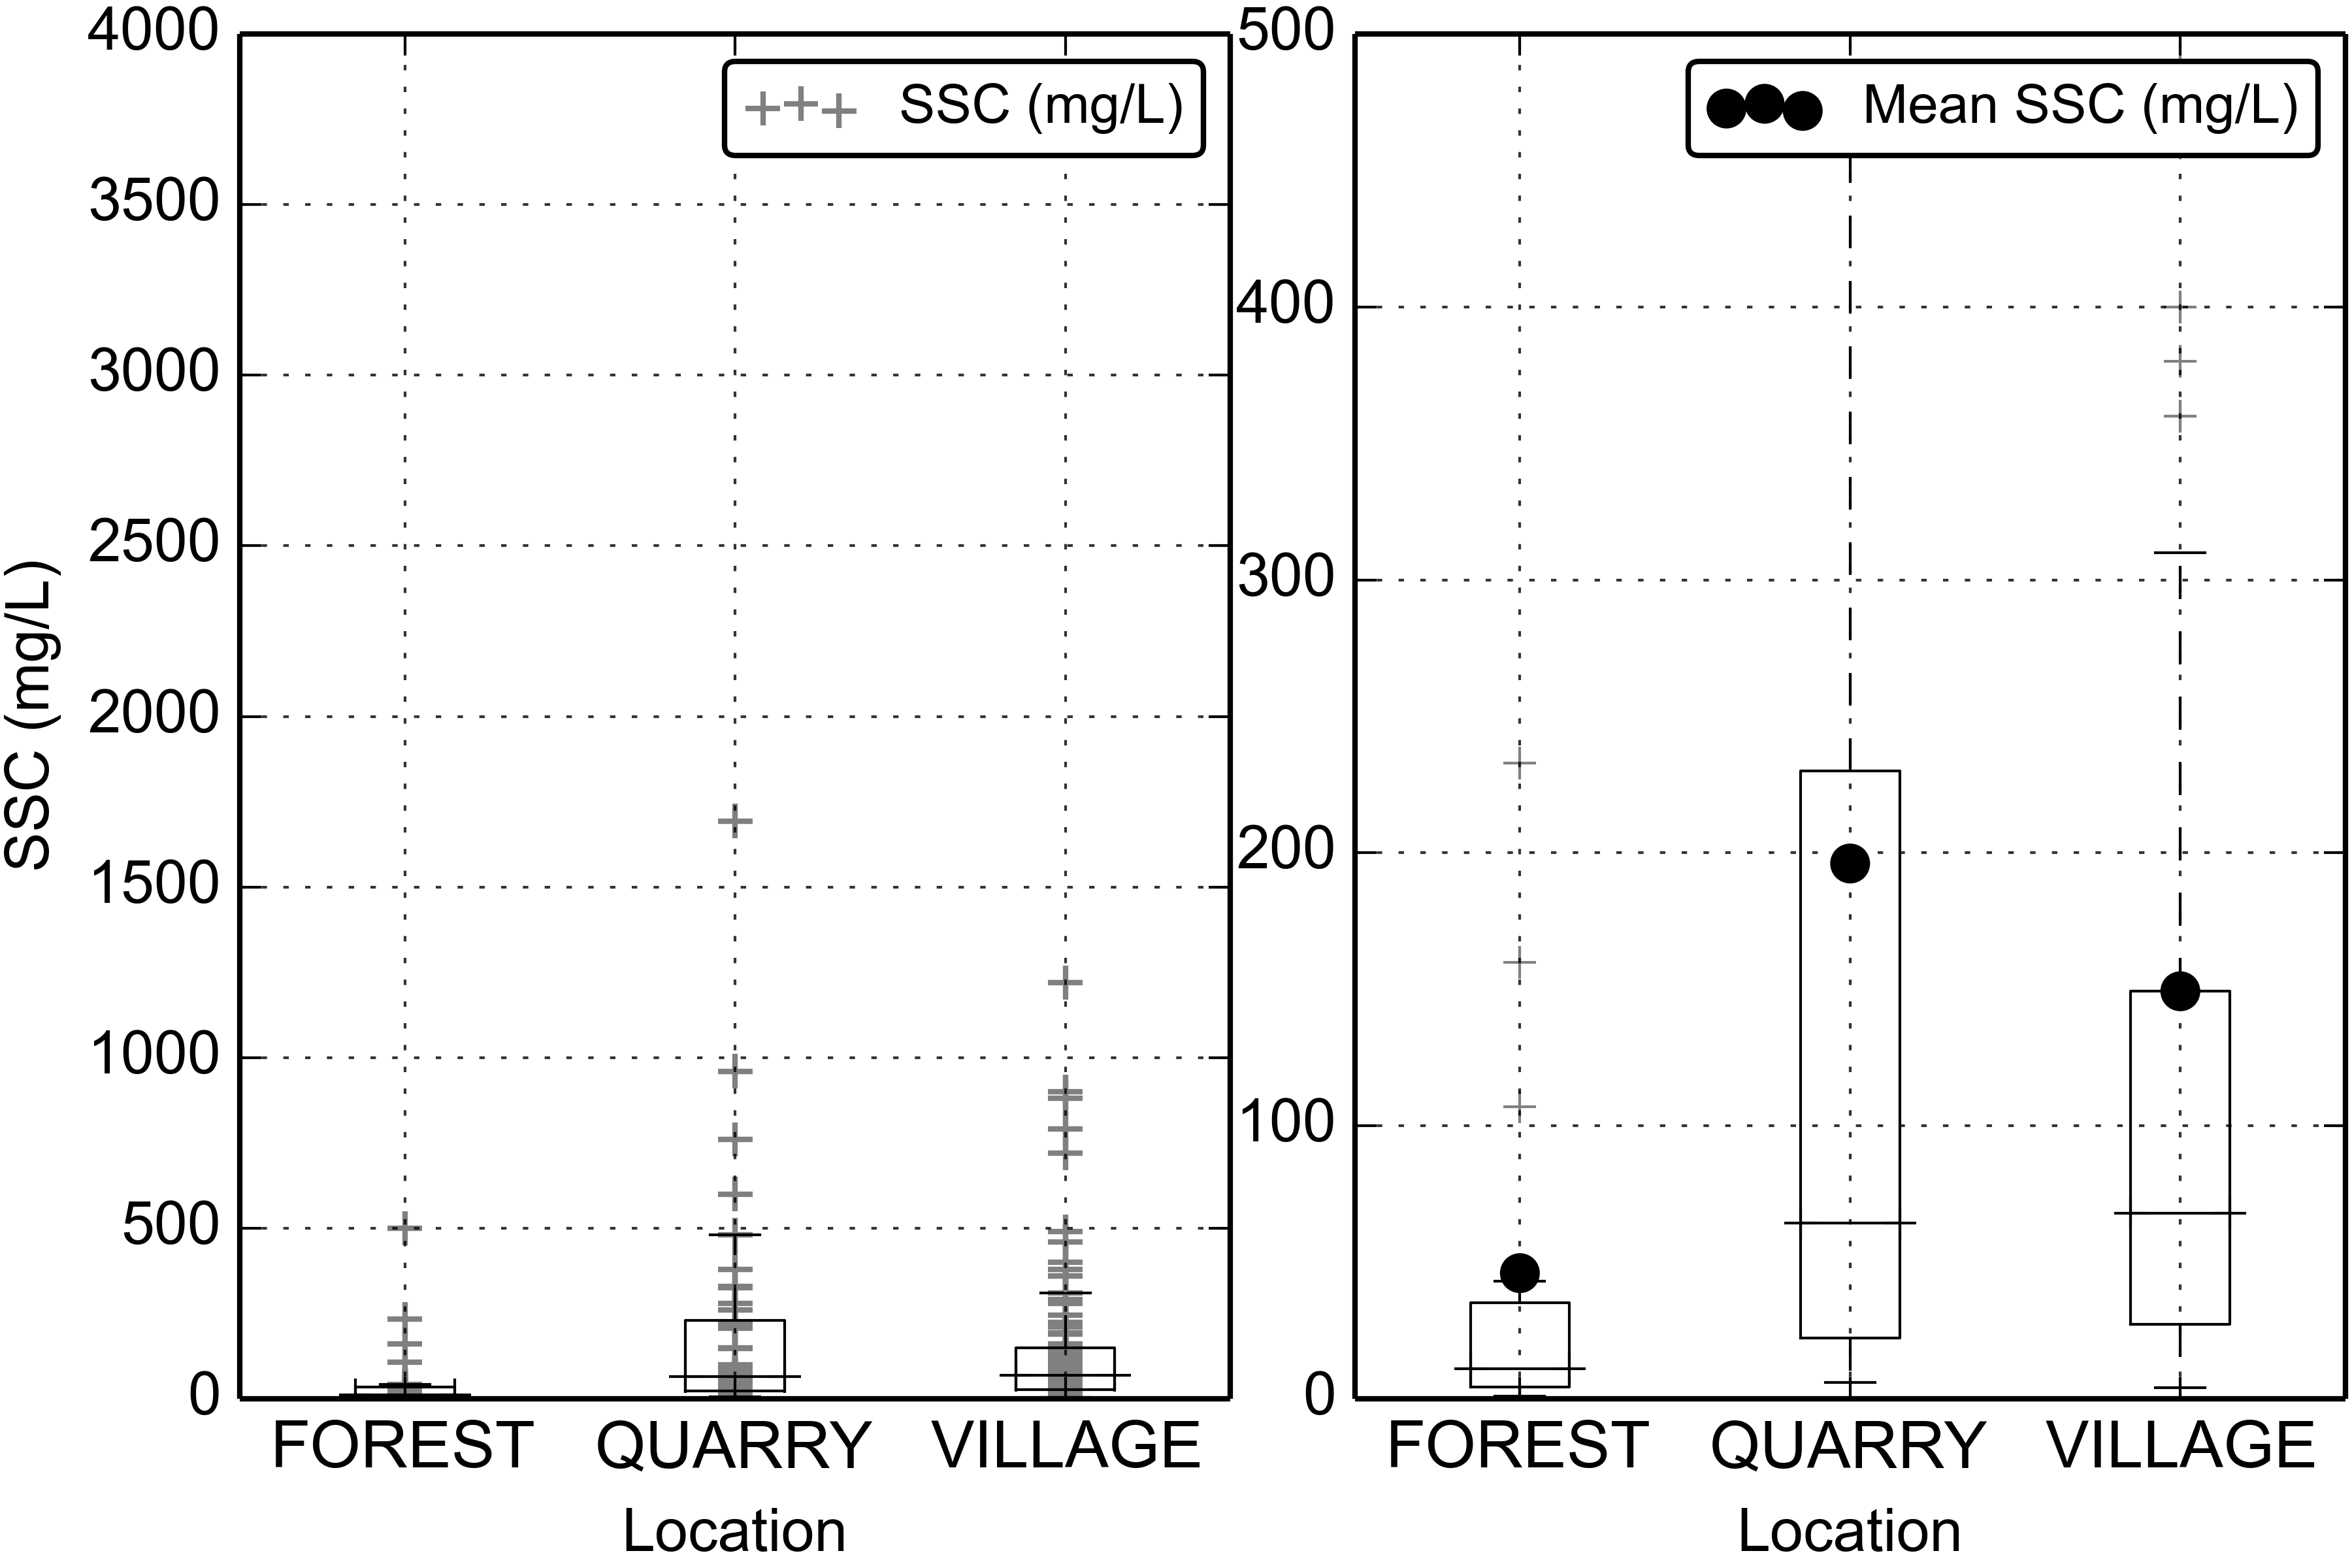 SSC (mg/L)
4000
3500
3000
2500
2000
1500
1000
500
0
SSC (mg/L)
FOREST QUARRY VILLAGE
Location
500
400
300
200
100
0
Mean SSC (mg/L)
FOREST QUARRY VILLAGE
Location